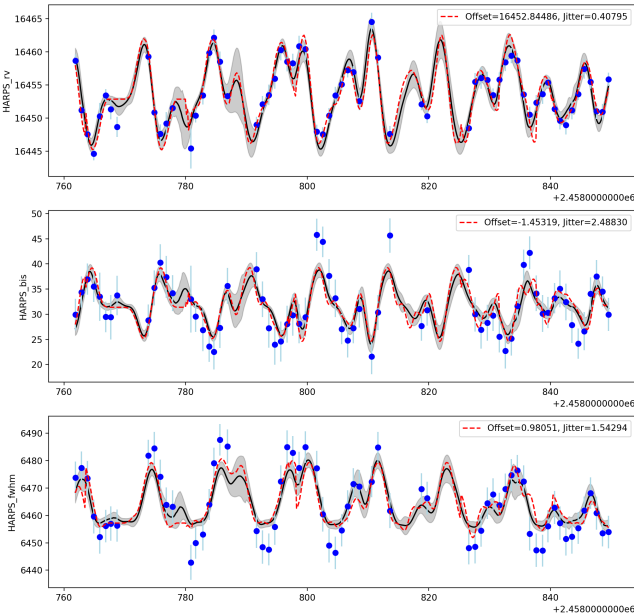 16465
16460
16455
16450
16445
HARPS_rv
Offset=16452.84486, Jitter=0.40795
760 780 800 820 840
+2.4580000000e6
50
45
40
35
30
25
20
HARPS_bis
Offset=-1.45319, Jitter=2.48830
760 780 800 820 840
+2.4580000000e6
6490
6480
6470
6460
6450
6440
HARPS_fwhm
Offset=0.98051, Jitter=1.54294
760 780 800 820 840
+2.4580000000e6